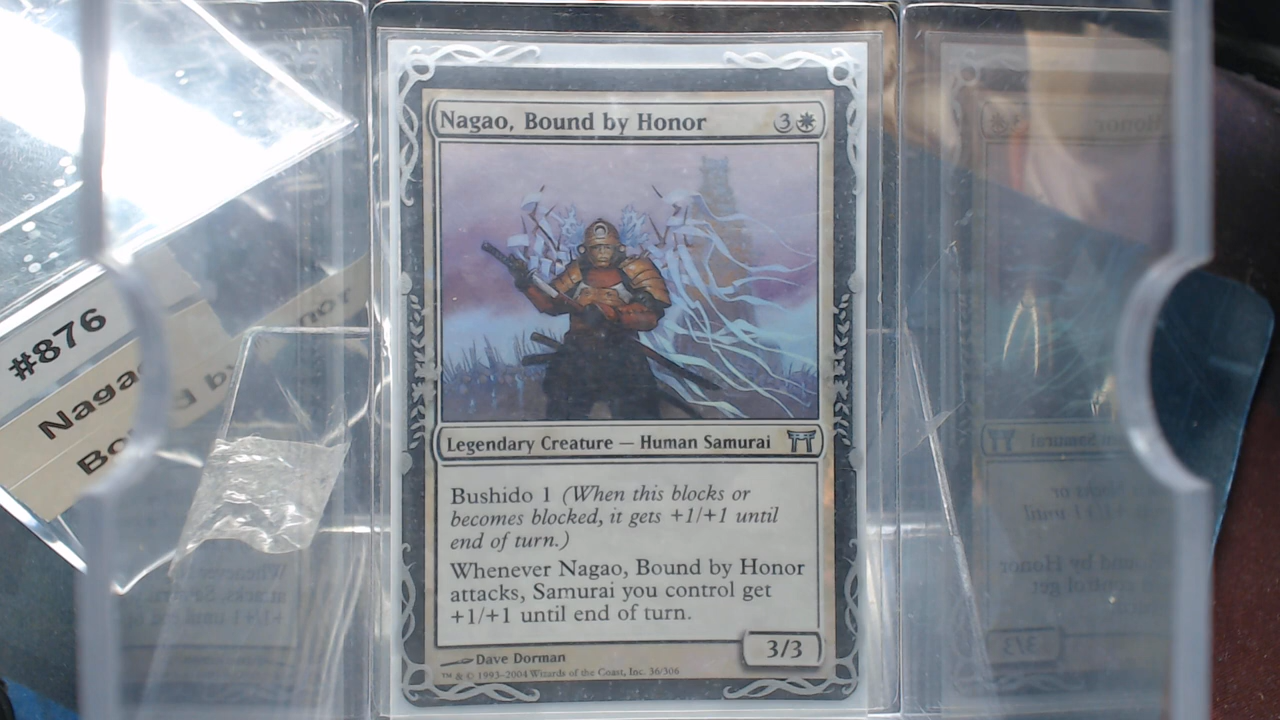 Nagao, Bound by Honor 3
Legendary Creature — Human Samurai
Bushido 1 (When this blocks or
becomes blocked, it gets +1/+1 until
end of turn.)
Whenever Nagao, Bound by Honor
attacks, Samurai you control get
+1/+1 until end of turn.
3/3
Dave Dorman
™ & © 1993–2004 Wizards of the Coast, Inc. 36/306
#876